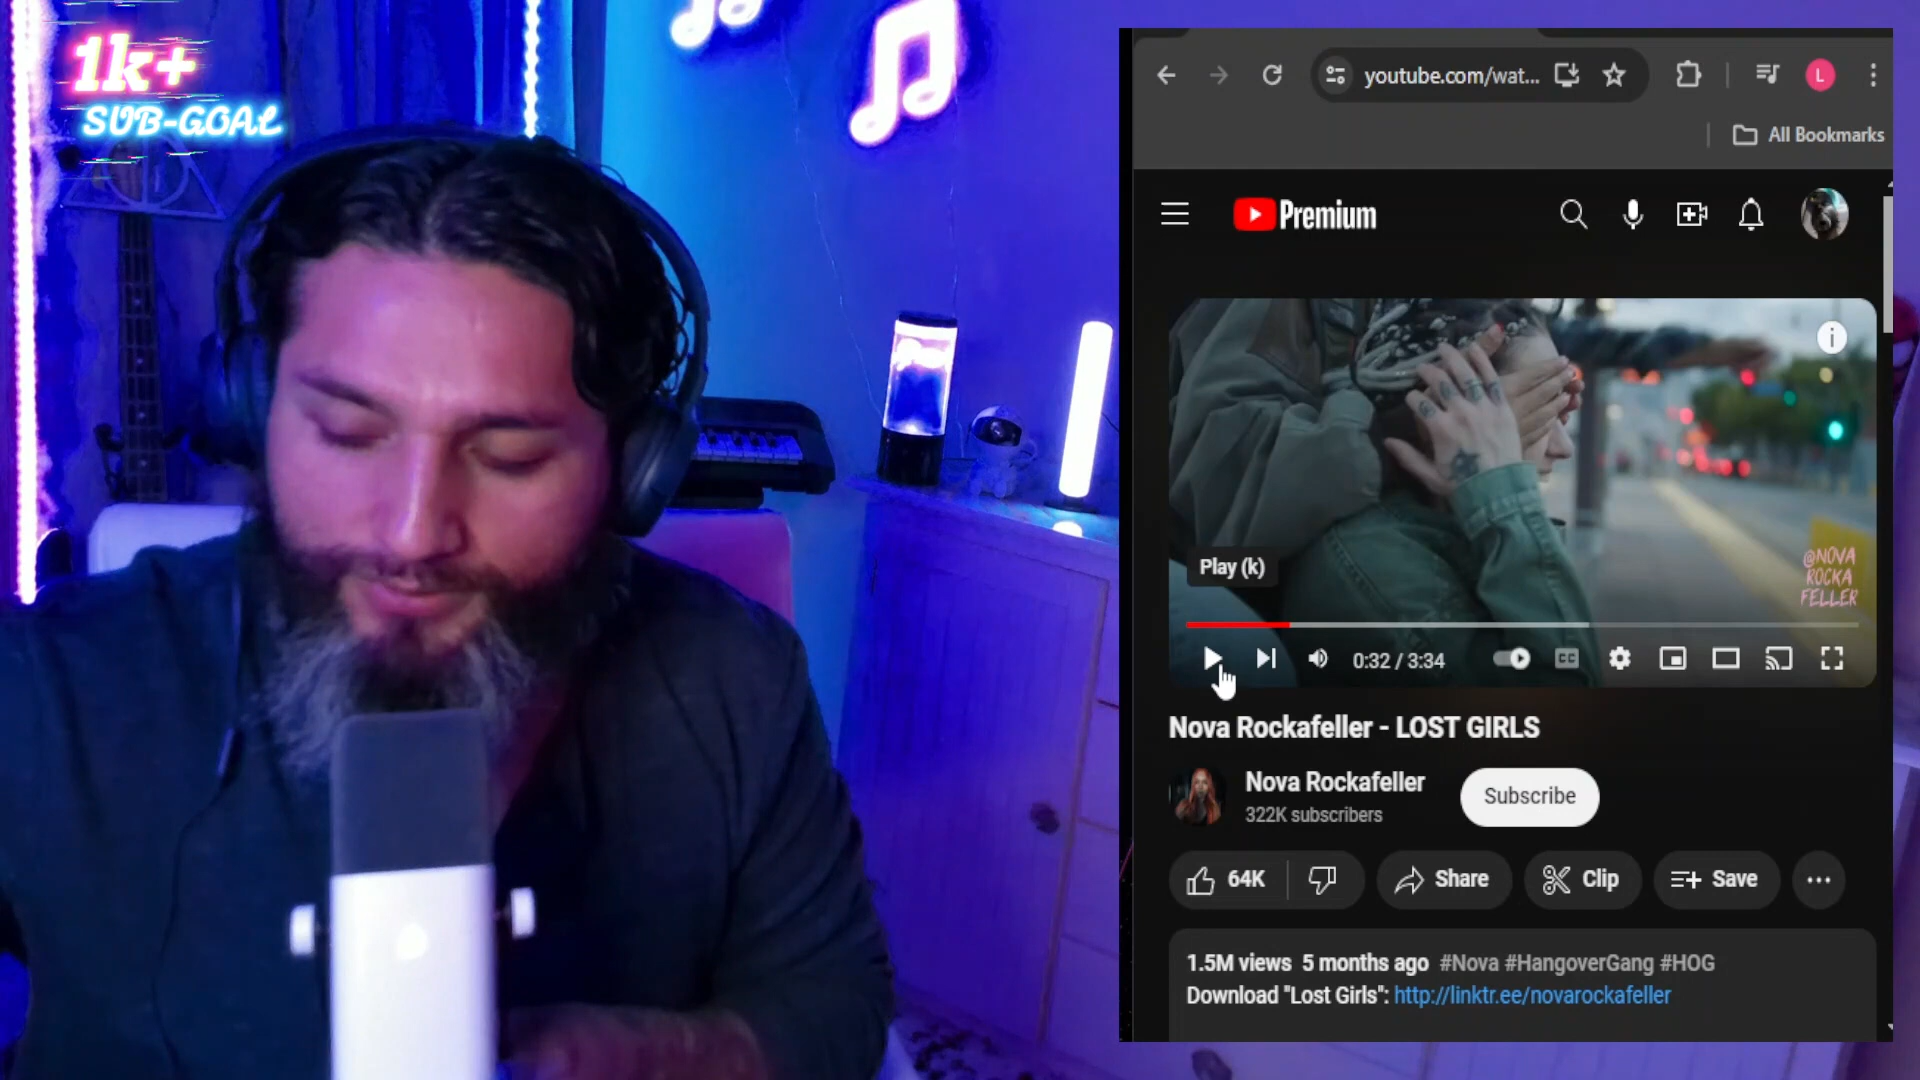 1k+
SUB-GOAL
youtube.com/wat...
L
All Bookmarks
Premium
@NOVA
ROCKA
FELLER
Play (k)
0:32 / 3:34
CC
Nova Rockafeller - LOST GIRLS
Nova Rockafeller
322K subscribers
Subscribe
64K
Share
Clip
Save
1.5M views 5 months ago #Nova #HangoverGang #HOG
Download "Lost Girls": http://linktr.ee/novarockafeller